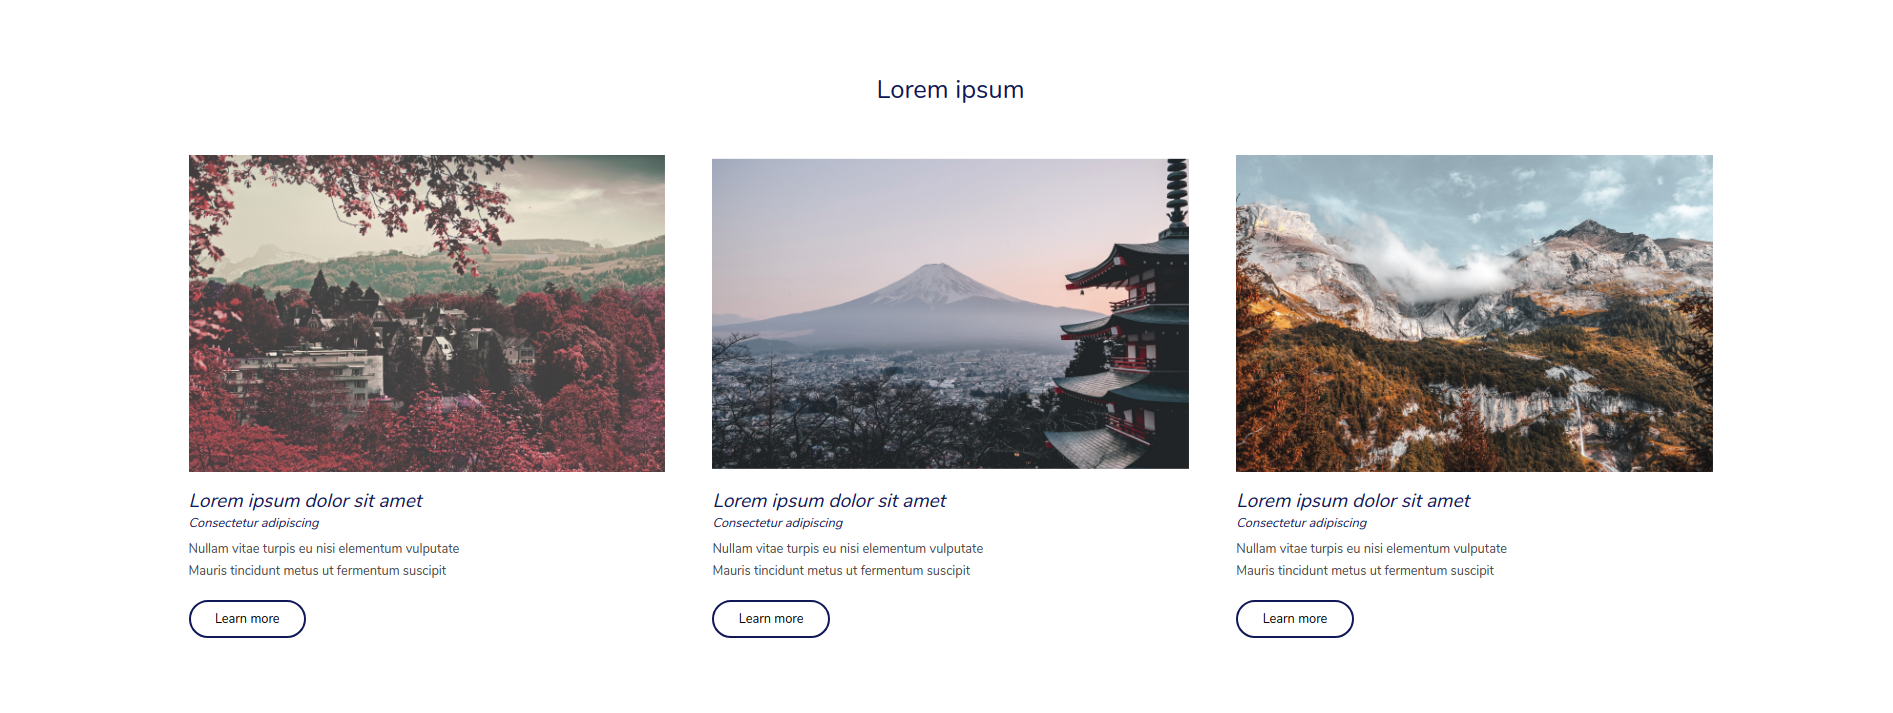 Lorem ipsum
Lorem ipsum dolor sit amet
Consectetur adipiscing
Nullam vitae turpis eu nisi elementum vulputate
Mauris tincidunt metus ut fermentum suscipit
Learn more
Lorem ipsum dolor sit amet
Consectetur adipiscing
Nullam vitae turpis eu nisi elementum vulputate
Mauris tincidunt metus ut fermentum suscipit
Learn more
Lorem ipsum dolor sit amet
Consectetur adipiscing
Nullam vitae turpis eu nisi elementum vulputate
Mauris tincidunt metus ut fermentum suscipit
Learn more